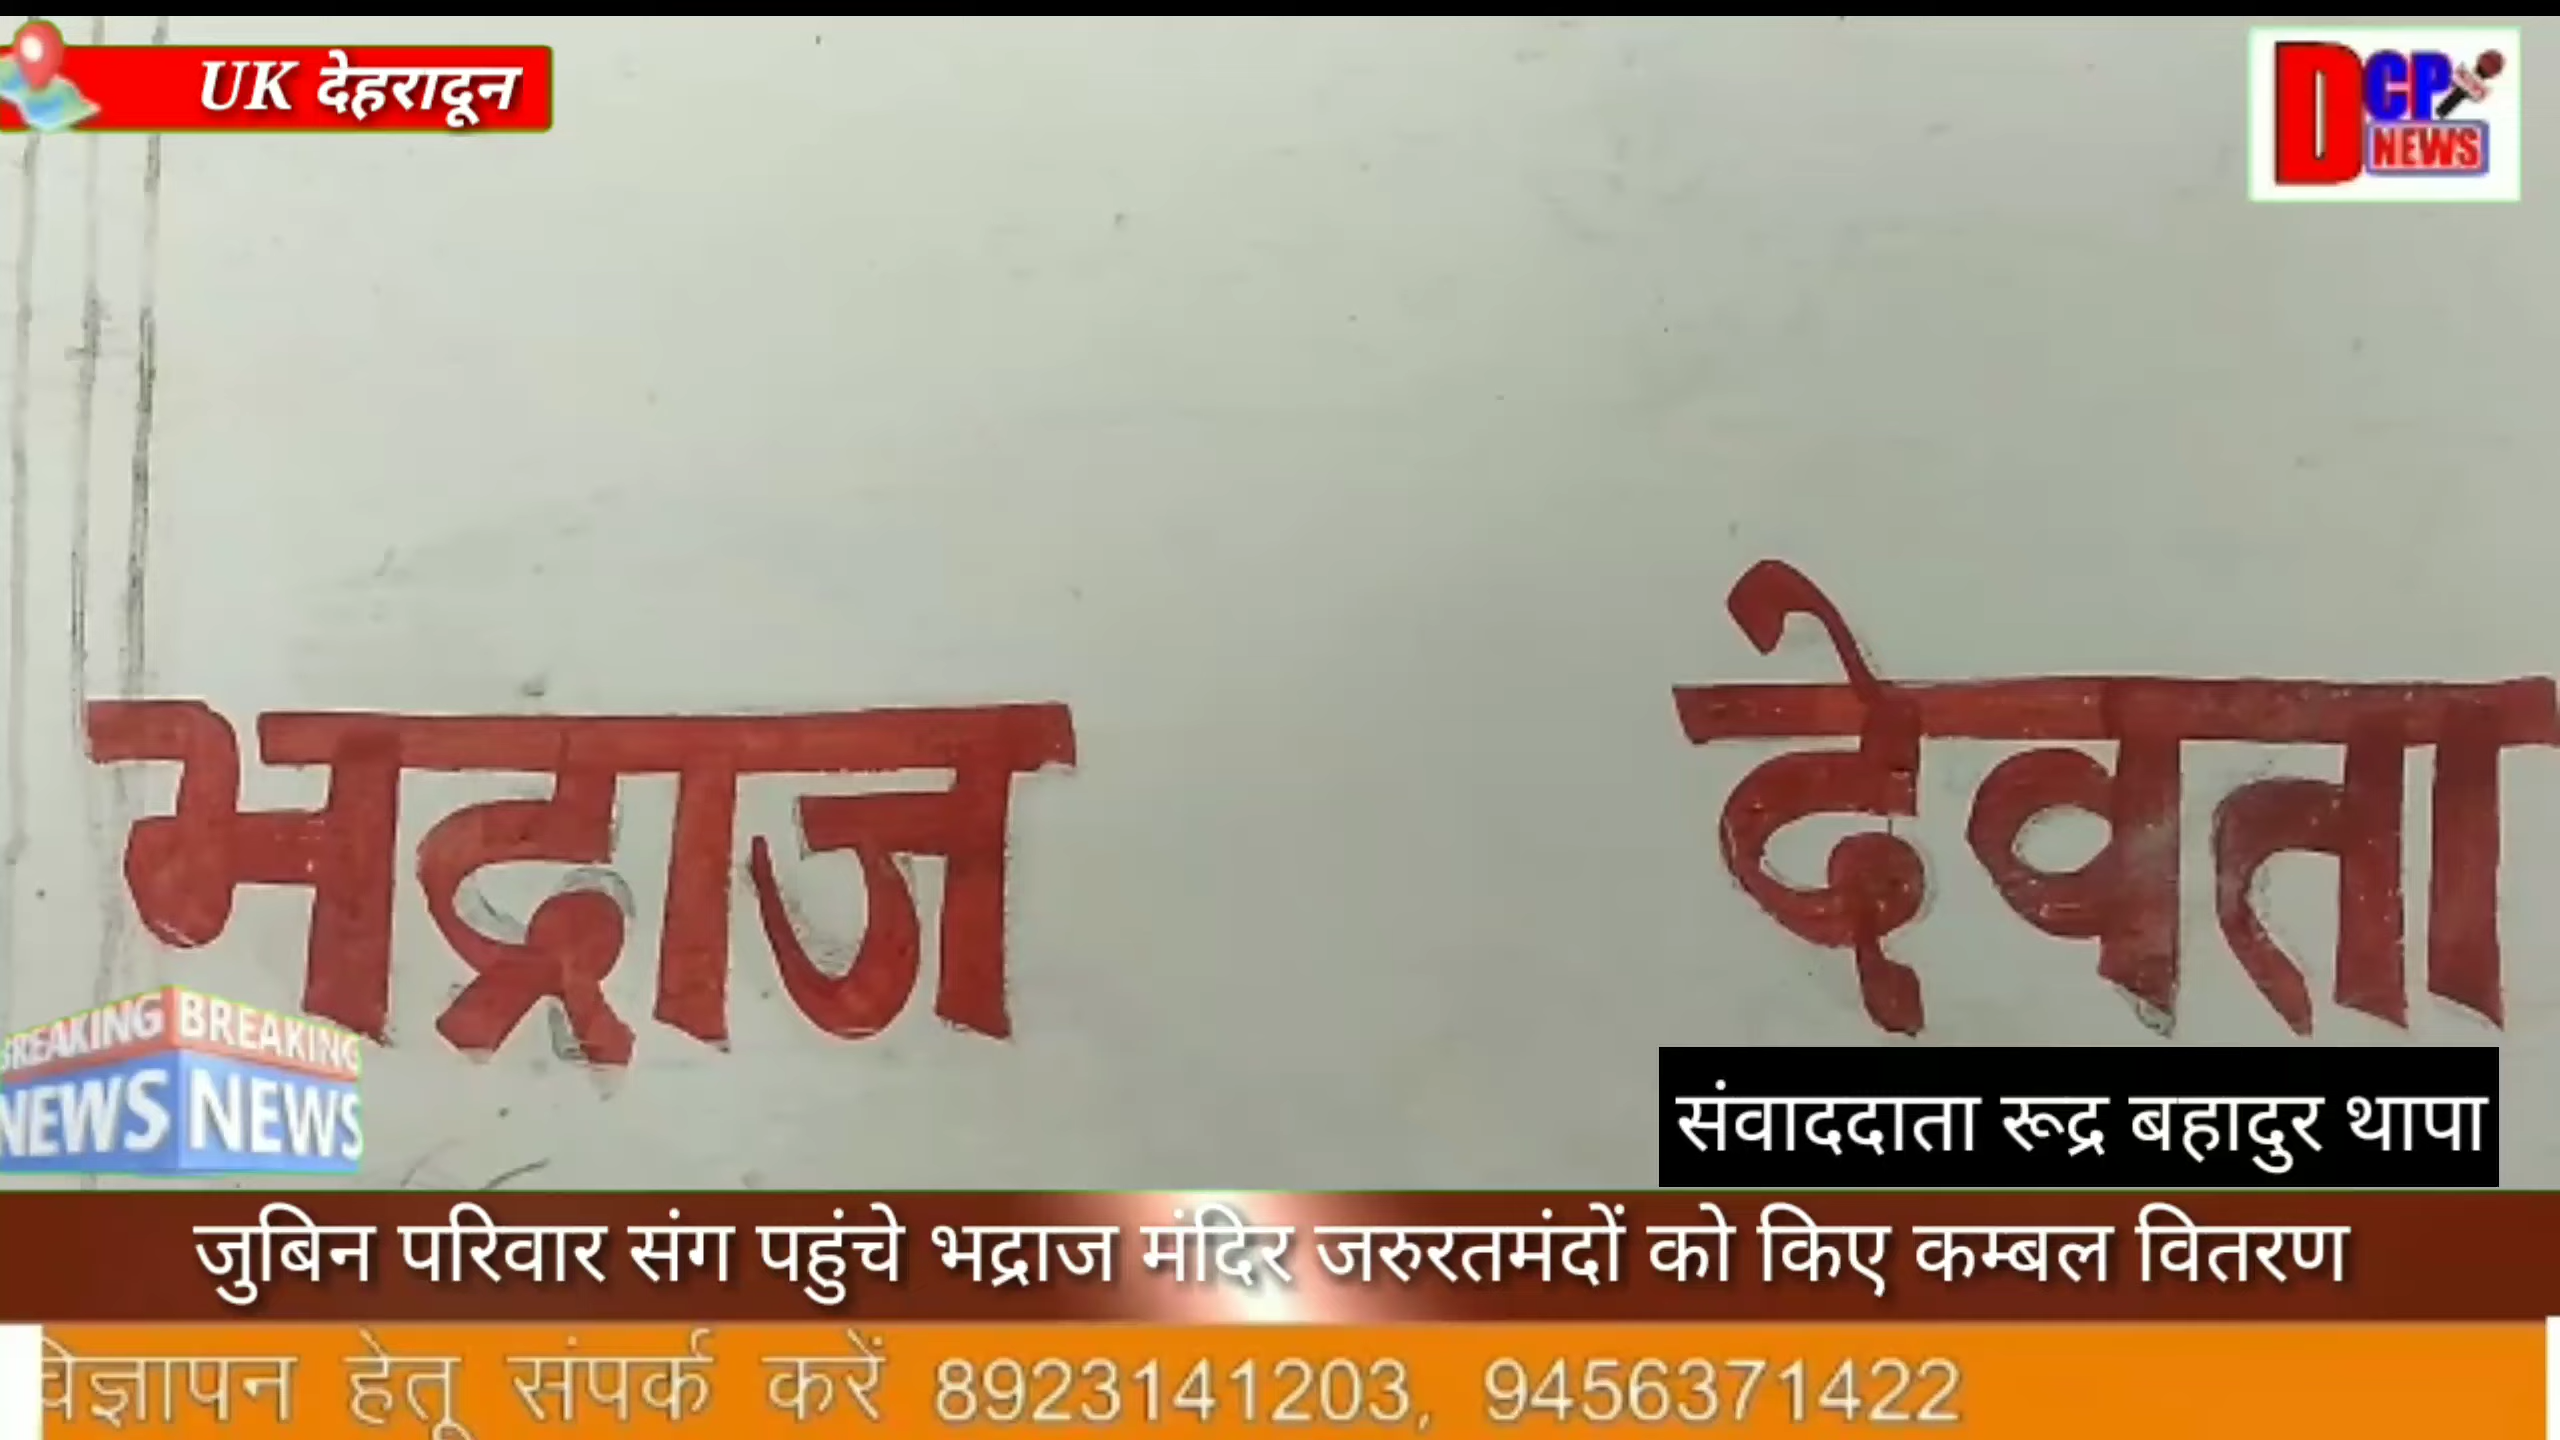 UK देहरादून
DCP NEWS
भद्राज देवता
BREAKING BREAKING
NEWS NEWS
संवाददाता रूद्र बहादुर थापा
जुबिन परिवार संग पहुंचे भद्राज मंदिर जरुरतमंदों को किए कम्बल वितरण
विज्ञापन हेतू संपर्क करें 8923141203, 9456371422